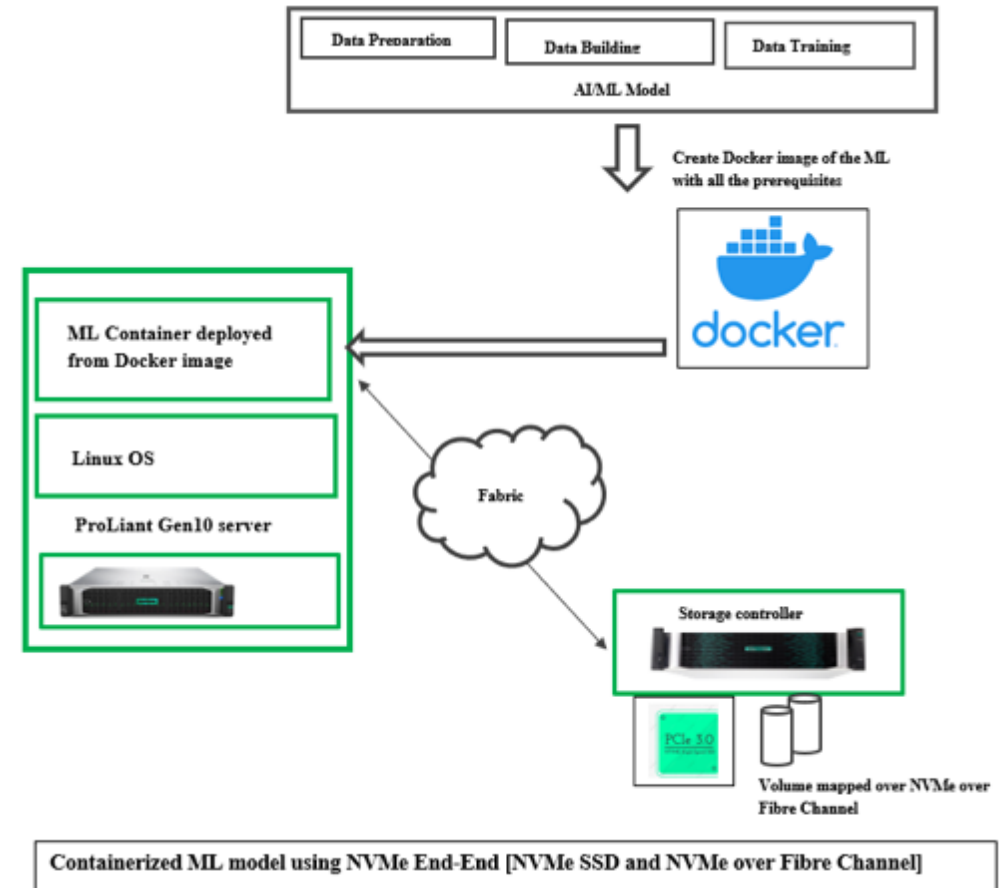 Data Preparation
Data Building
Data Training
AI/ML Model
Create Docker image of the ML
with all the prerequisites
docker
ML Container deployed
from Docker image
Linux OS
ProLiant Gen10 server
Fabric
Storage controller
PCIe 3.0
Volume mapped over NVMe over
Fibre Channel
Containerized ML model using NVMe End-End [NVMe SSD and NVMe over Fibre Channel]